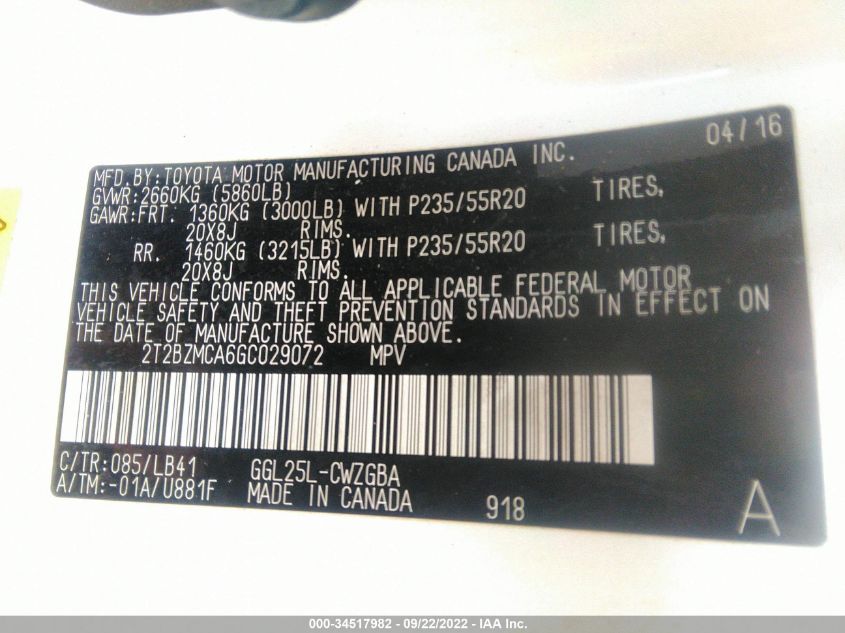 04/16
MFD.BY:TOYOTA MOTOR MANUFACTURING CANADA INC.
GVWR:2660KG (5860LB)
GAWR:FRT. 1360KG (3000LB) WITH P235/55R20 TIRES,
20X8J RIMS.
RR. 1460KG (3215LB) WITH P235/55R20 TIRES,
20X8J RIMS.
THIS VEHICLE CONFORMS TO ALL APPLICABLE FEDERAL MOTOR
VEHICLE SAFETY AND THEFT PREVENTION STANDARDS IN EFFECT ON
THE DATE OF MANUFACTURE SHOWN ABOVE.
2T2BZMCA6GC029072 MPV
C/TR:085/LB41 GGL25L-CWZGBA
A/TM:-01A/U881F MADE IN CANADA 918 A
000-34517982 - 09/22/2022 - IAA Inc.